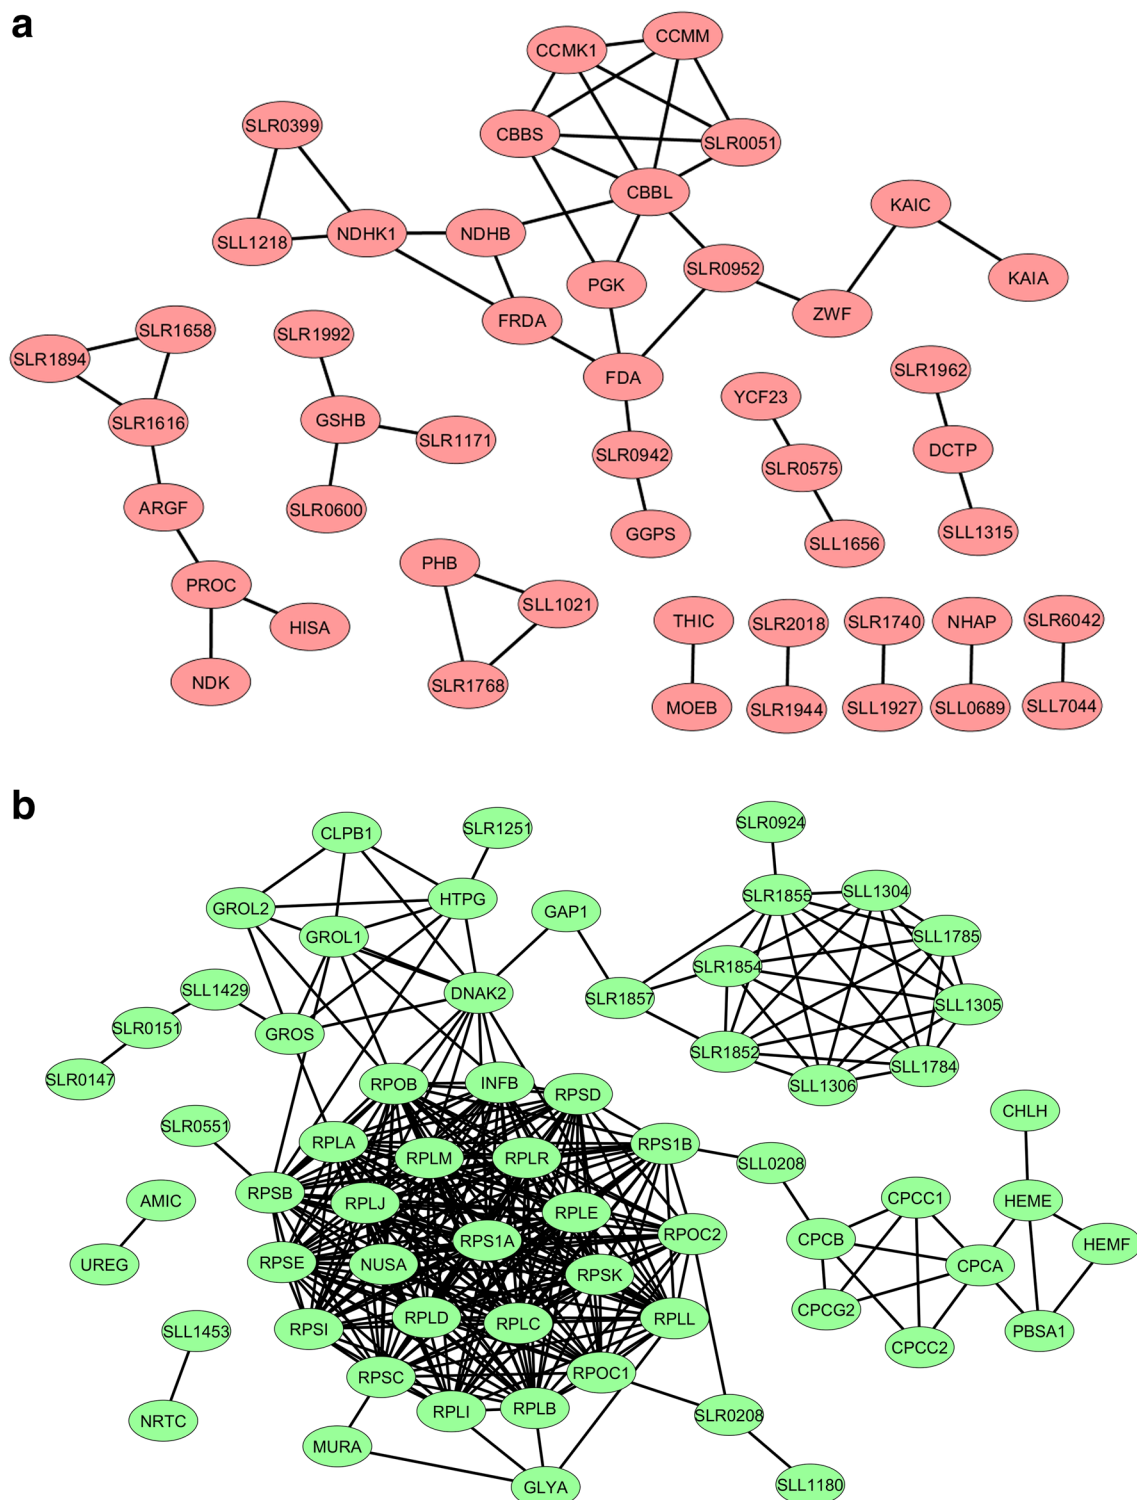 a
CCMK1
CCMM
SLR0399
CBBS
SLR0051
CBBL
KAIC
SLL1218
NDHK1
NDHB
SLR0952
KAIA
PGK
ZWF
FRDA
SLR1658
SLR1992
SLR1894
FDA
SLR1962
YCF23
SLR1616
GSHB
SLR1171
SLR0942
DCTP
SLR0575
ARGF
SLR0600
GGPS
SLL1656
SLL1315
PHB
PROC
SLL1021
HISA
THIC
SLR2018
SLR1740
NHAP
SLR6042
NDK
SLR1768
MOEB
SLR1944
SLL1927
SLL0689
SLL7044
b
CLPB1
SLR1251
SLR0924
GROL2
HTPG
GAP1
SLR1855
SLL1304
GROL1
SLL1785
SLR1854
SLL1429
DNAK2
SLR1857
SLL1305
SLR0151
GROS
SLR1852
SLL1784
SLR0147
RPOB
INFB
RPSD
SLL1306
CHLH
SLR0551
RPLA
RPLM
RPLR
RPS1B
SLL0208
RPSB
AMIC
RPLJ
RPLE
CPCC1
HEME
RPS1A
RPOC2
CPCB
HEMF
UREG
RPSE
NUSA
RPSK
CPCA
CPCG2
SLL1453
RPSI
RPLD
RPLC
RPLL
PBSA1
CPCC2
RPSC
RPOC1
NRTC
RPLI
RPLB
SLR0208
MURA
GLYA
SLL1180